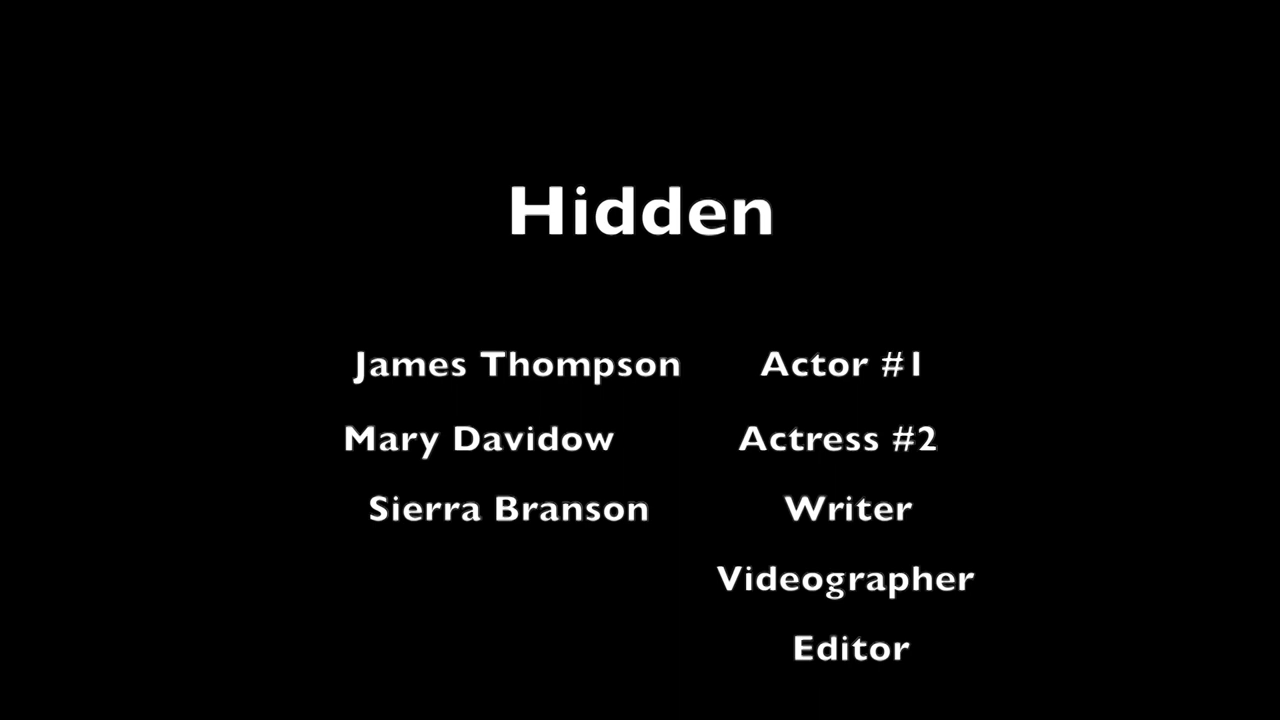 Hidden
James Thompson Actor #1
Mary Davidow Actress #2
Sierra Branson Writer
Videographer
Editor